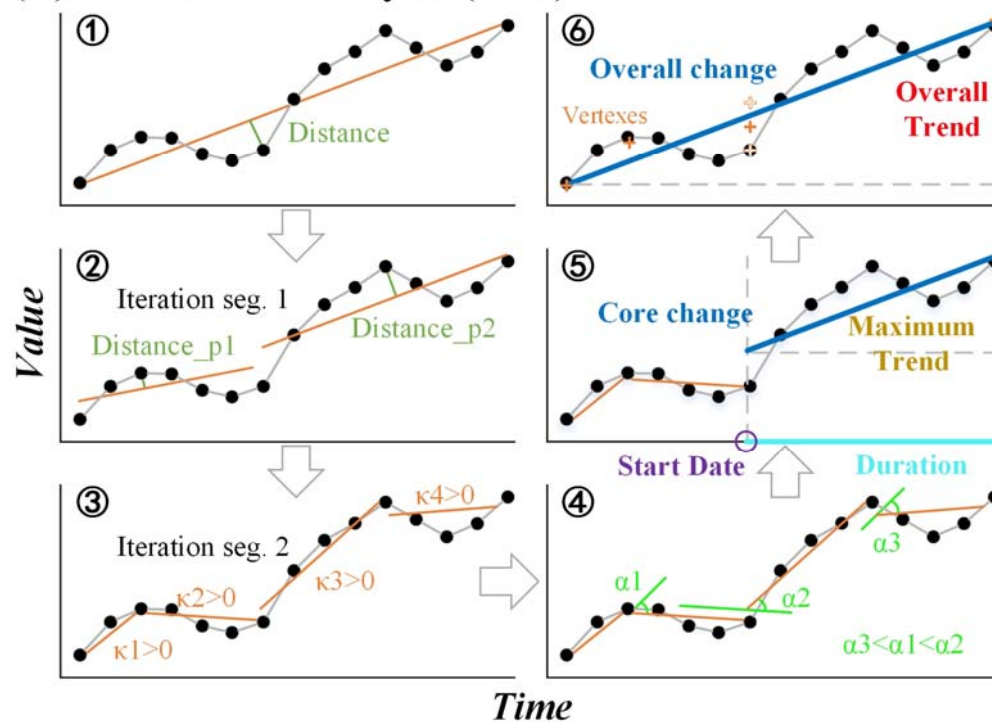 ①
Distance
②
Iteration seg. 1
Distance_p1
Distance_p2
③
Iteration seg. 2
κ1>0
κ2>0
κ3>0
κ4>0
④
α1
α2
α3
α3<α1<α2
⑤
Core change
Maximum
Trend
Start Date
Duration
⑥
Overall change
Vertexes
Overall
Trend
Value
Time